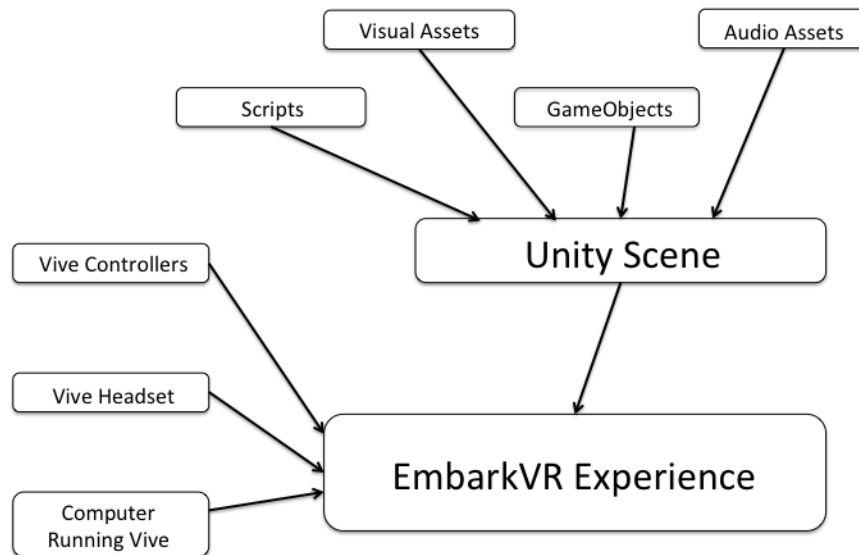 Visual Assets
Audio Assets
Scripts
GameObjects
Unity Scene
Vive Controllers
Vive Headset
EmbarkVR Experience
Computer
Running Vive